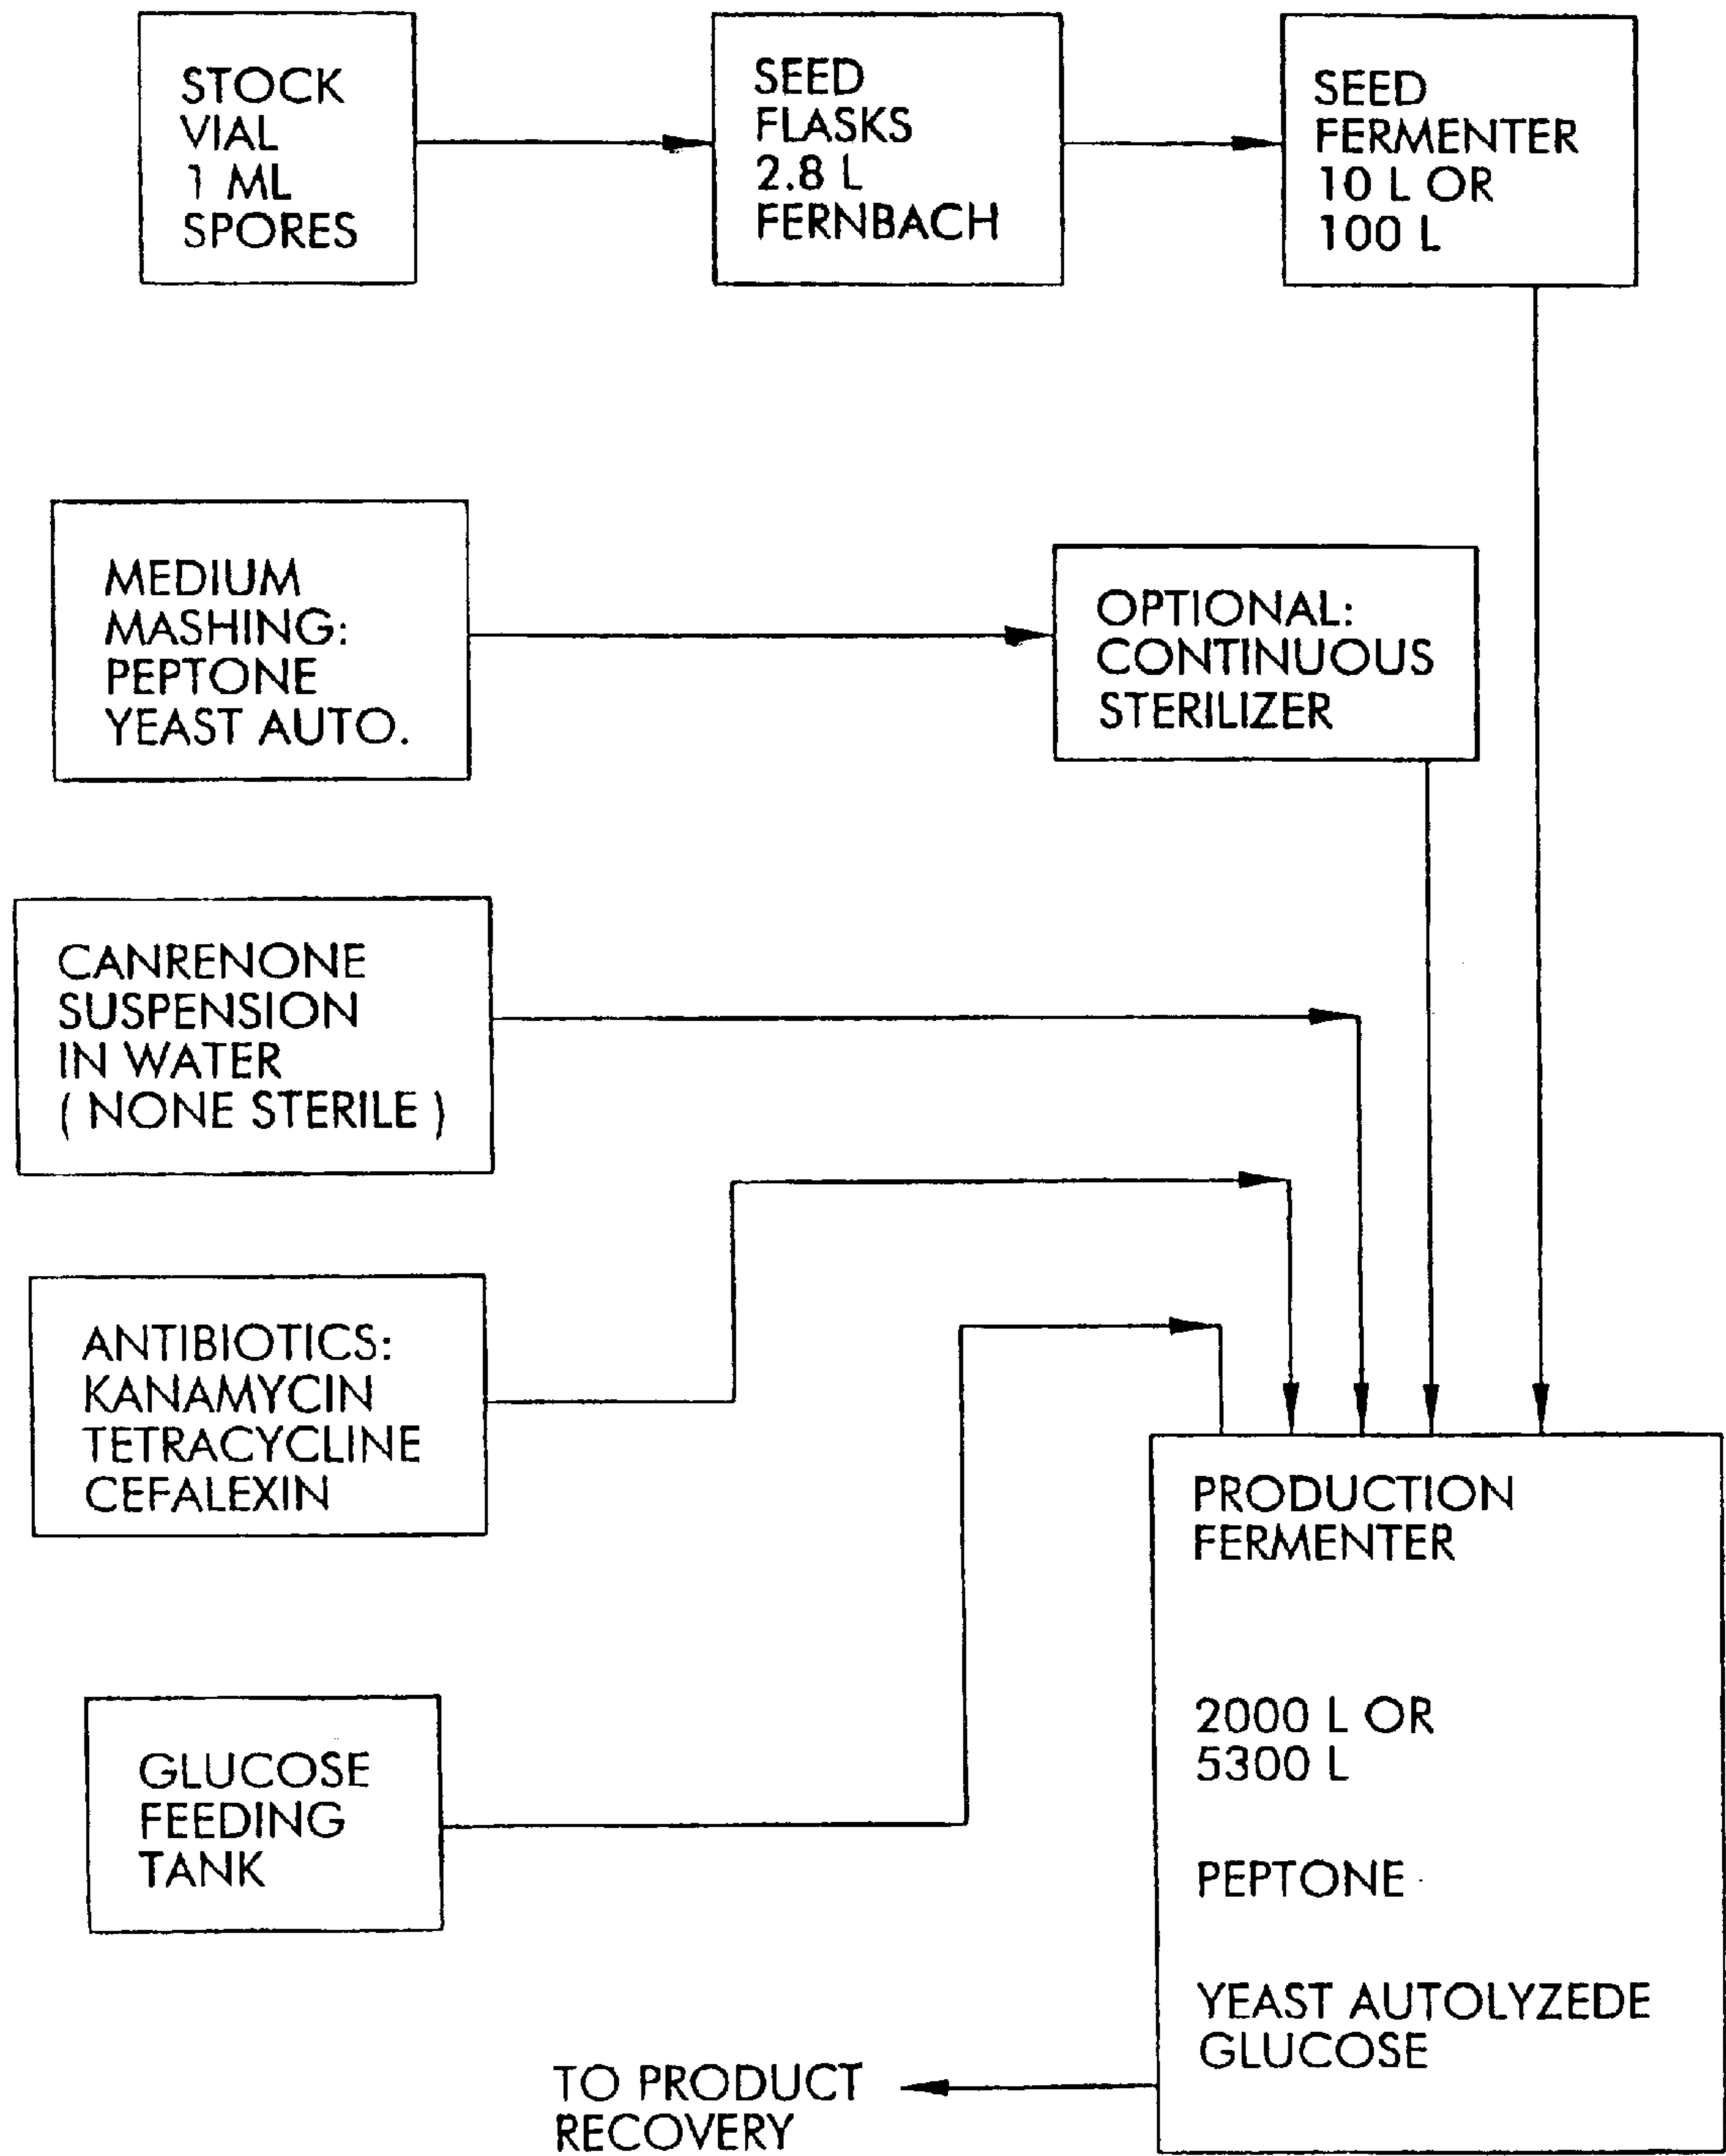 STOCK
VIAL
1 ML
SPORES
SEED
FLASKS
2.8 L
FERNBACH
SEED
FERMENTER
10 L OR
100 L
MEDIUM
MASHING:
PEPTONE
YEAST AUTO.
OPTIONAL:
CONTINUOUS
STERILIZER
CANRENONE
SUSPENSION
IN WATER
( NONE STERILE )
ANTIBIOTICS:
KANAMYCIN
TETRACYCLINE
CEFALEXIN
GLUCOSE
FEEDING
TANK
PRODUCTION
FERMENTER
2000 L OR
5300 L
PEPTONE
YEAST AUTOLYZEDE
GLUCOSE
TO PRODUCT
RECOVERY